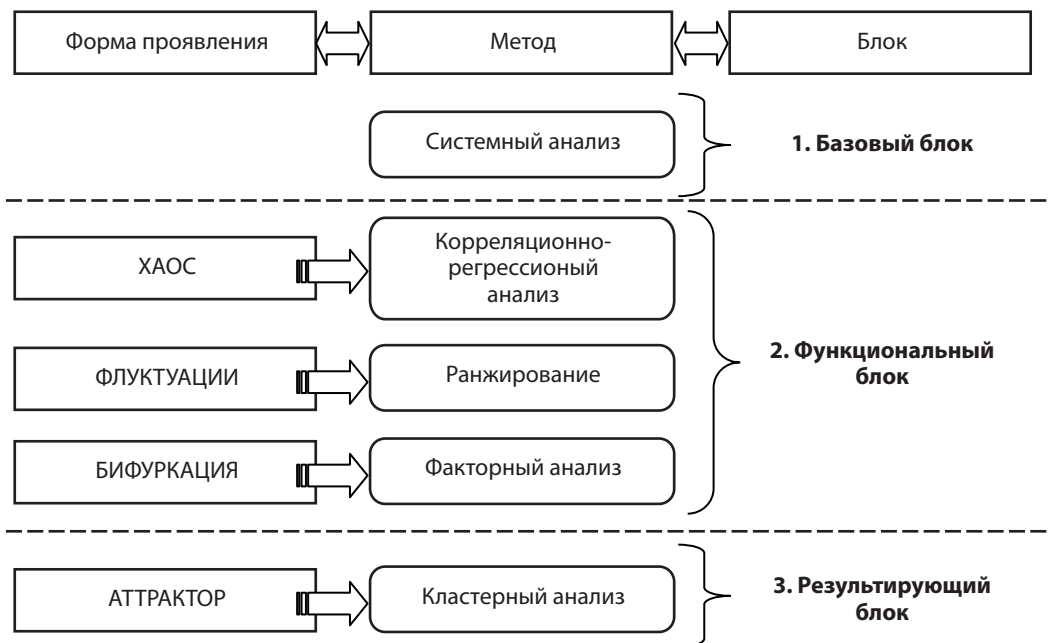 Форма проявления
Метод
Блок
Системный анализ
1. Базовый блок
ХАОС
Корреляционно-
регрессионый
анализ
ФЛУКТУАЦИИ
Ранжирование
2. Функциональный
блок
БИФУРКАЦИЯ
Факторный анализ
АТТРАКТОР
Кластерный анализ
3. Результирующий
блок